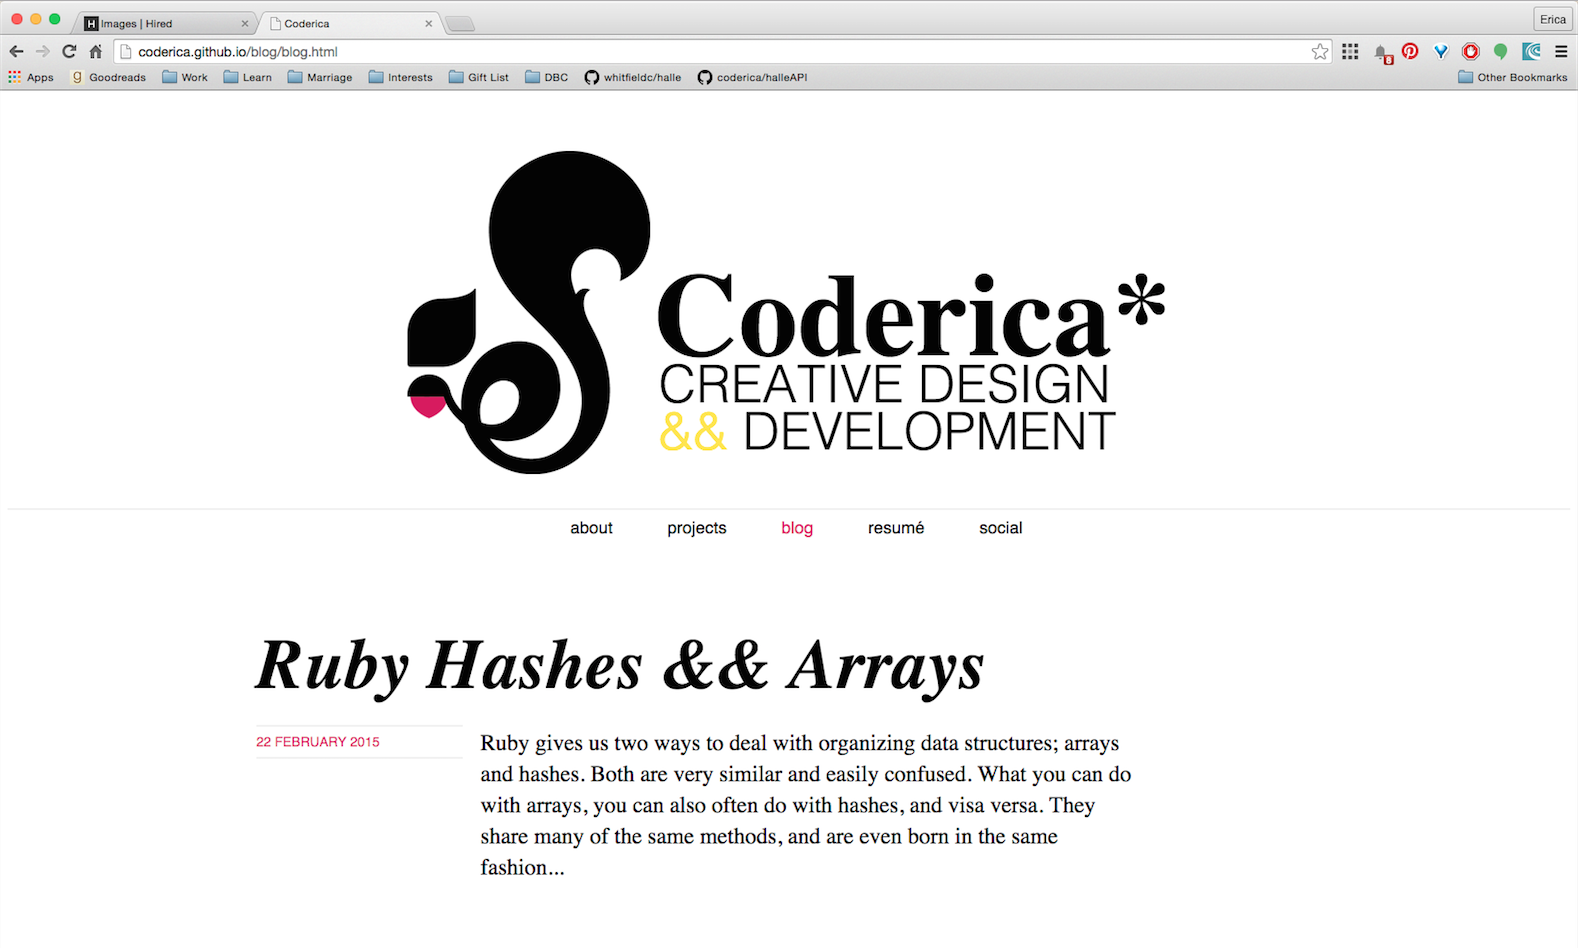 Images | Hired
Coderica
Erica
coderica.github.io/blog/blog.html
8
Apps
g Goodreads
Work
Learn
Marriage
Interests
Gift List
DBC
whitfieldc/halle
coderica/halleAPI
Other Bookmarks
Coderica*
CREATIVE DESIGN
&& DEVELOPMENT
about projects blog resumé social
Ruby Hashes && Arrays
22 FEBRUARY 2015
Ruby gives us two ways to deal with organizing data structures; arrays
and hashes. Both are very similar and easily confused. What you can do
with arrays, you can also often do with hashes, and visa versa. They
share many of the same methods, and are even born in the same
fashion...